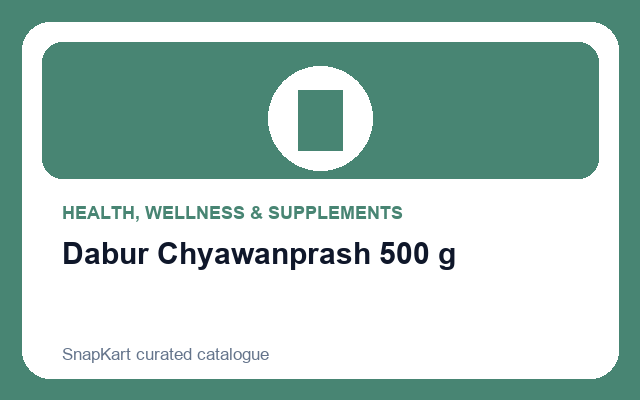 HEALTH, WELLNESS & SUPPLEMENTS
Dabur Chyawanprash 500 g
SnapKart curated catalogue